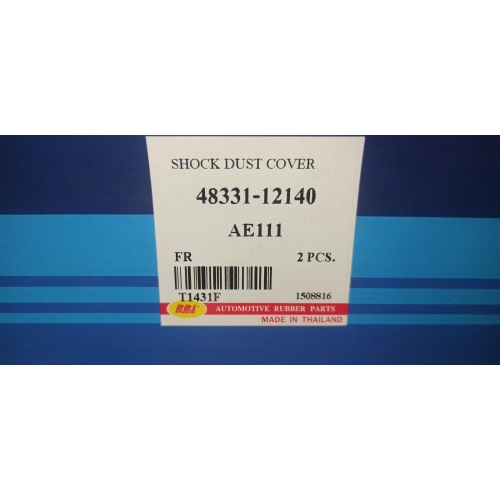 SHOCK DUST COVER
48331-12140
AE111
FR 2 PCS.
T1431F 1508816
RBI AUTOMOTIVE RUBBER PARTS
MADE IN THAILAND